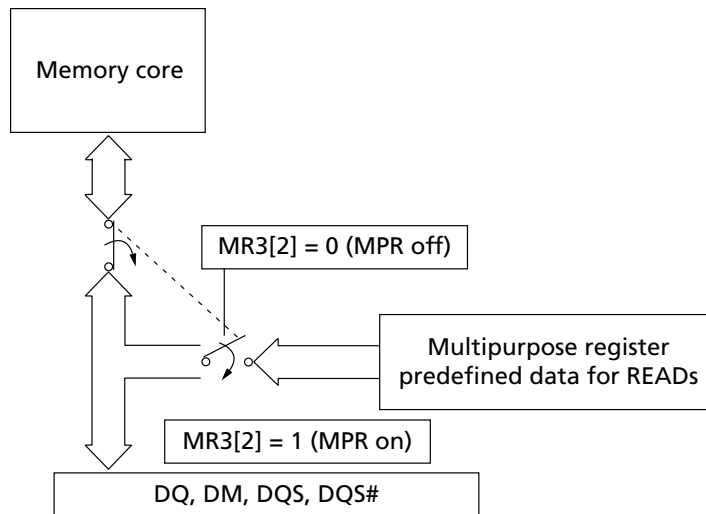 Memory core
MR3[2] = 0 (MPR off)
Multipurpose register
predefined data for READs
MR3[2] = 1 (MPR on)
DQ, DM, DQS, DQS#